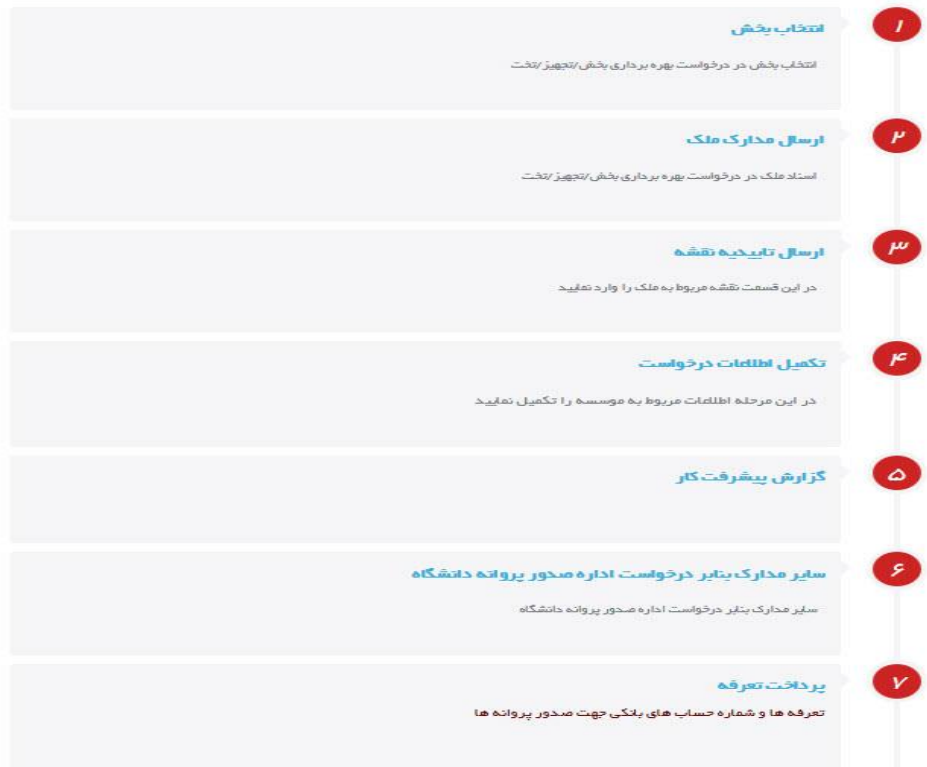 ۱
انتخاب بخش
انتخاب بخش در درخواست بهره برداری بخش/تجهیز/تخت
۲
ارسال مدارک ملک
اسناد ملک در درخواست بهره برداری بخش/تجهیز/تخت
۳
ارسال تاییدیه نقشه
در این قسمت نقشه مربوط به ملک را وارد نمایید
۴
تکمیل اطلاعات درخواست
در این مرحله اطلاعات مربوط به موسسه را تکمیل نمایید
۵
گزارش پیشرفت کار
۶
سایر مدارک بنابر درخواست اداره صدور پروانه دانشگاه
سایر مدارک بنابر درخواست اداره صدور پروانه دانشگاه
۷
پرداخت تعرفه
تعرفه ها و شماره حساب های بانکی جهت صدور پروانه ها